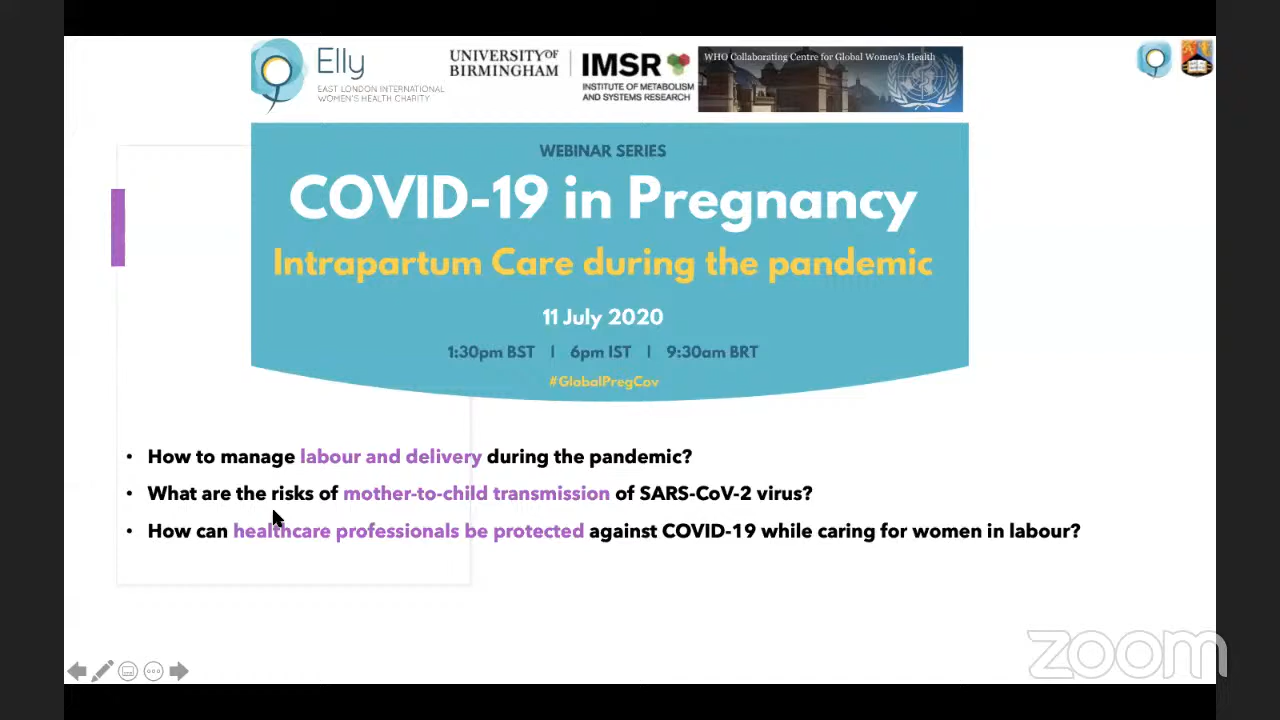 Elly
EAST LONDON INTERNATIONAL
WOMEN'S HEALTH CHARITY
UNIVERSITY OF
BIRMINGHAM
IMSR
INSTITUTE OF METABOLISM
AND SYSTEMS RESEARCH
WHO Collaborating Centre for Global Women's Health
WEBINAR SERIES
COVID-19 in Pregnancy
Intrapartum Care during the pandemic
11 July 2020
1:30pm BST | 6pm IST | 9:30am BRT
#GlobalPregCov
• How to manage labour and delivery during the pandemic?
• What are the risks of mother-to-child transmission of SARS-CoV-2 virus?
• How can healthcare professionals be protected against COVID-19 while caring for women in labour?
zoom